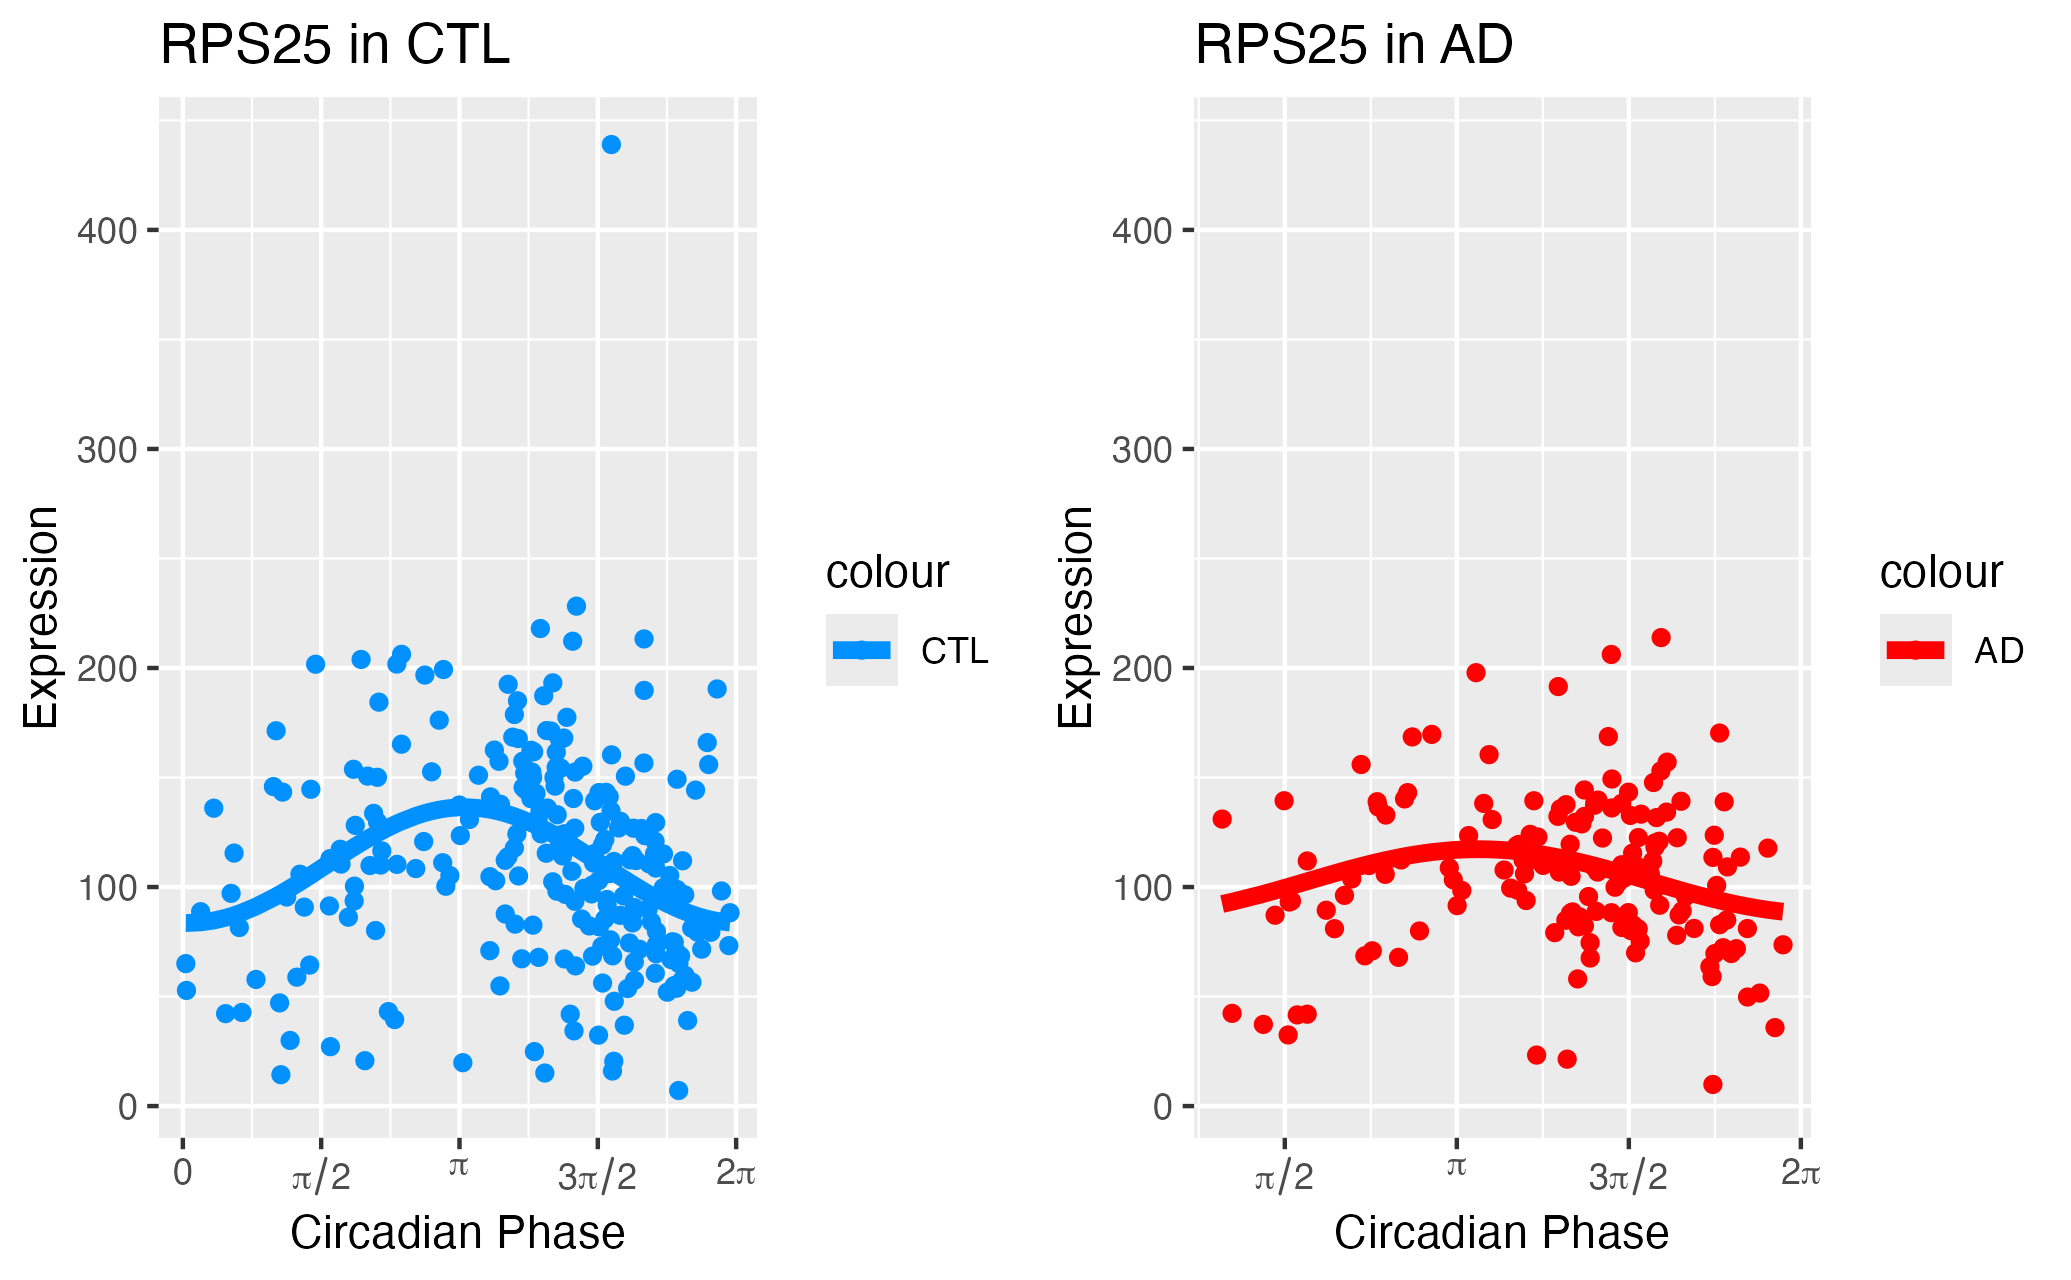 RPS25 in CTL
400
300
200
100
0
Expression
0 π/2 π 3π/2 2π
Circadian Phase
colour
CTL
RPS25 in AD
400
300
200
100
0
Expression
π/2 π 3π/2 2π
Circadian Phase
colour
AD